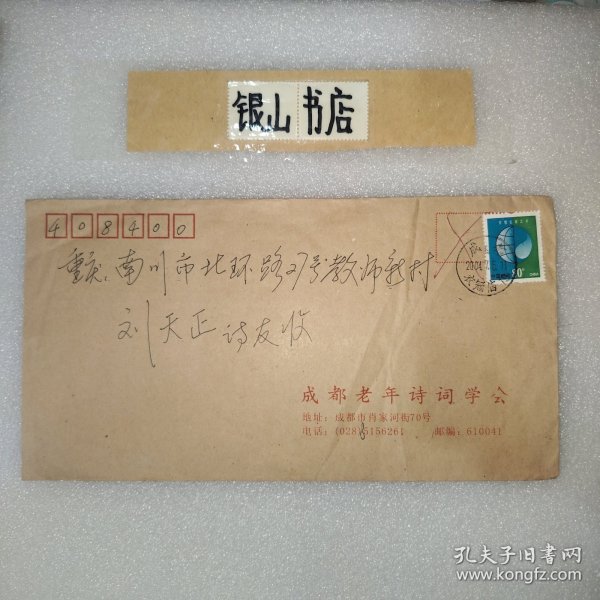 银山书店
408400
重庆.南川市北环路27号教师新村
刘天正诗友收
2004
80
CHINA
成都老年诗词学会
地址:成都市肖家河街70号
电话:(028) 5156261 邮编:610041
孔夫子旧书网
www.kongfz.com